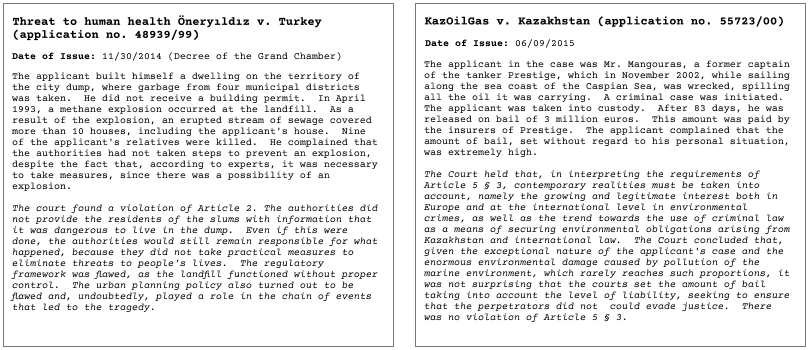 Threat to human health Öneryıldız v. Turkey
(application no. 48939/99)
Date of Issue: 11/30/2014 (Decree of the Grand Chamber)
The applicant built himself a dwelling on the territory of
the city dump, where garbage from four municipal districts
was taken. He did not receive a building permit. In April
1993, a methane explosion occurred at the landfill. As a
result of the explosion, an erupted stream of sewage covered
more than 10 houses, including the applicant's house. Nine
of the applicant's relatives were killed. He complained that
the authorities had not taken steps to prevent an explosion,
despite the fact that, according to experts, it was necessary
to take measures, since there was a possibility of an
explosion.
The court found a violation of Article 2. The authorities did
not provide the residents of the slums with information that
it was dangerous to live in the dump. Even if this were
done, the authorities would still remain responsible for what
happened, because they did not take practical measures to
eliminate threats to people's lives. The regulatory
framework was flawed, as the landfill functioned without proper
control. The urban planning policy also turned out to be
flawed and, undoubtedly, played a role in the chain of events
that led to the tragedy.
KazOilGas v. Kazakhstan (application no. 55723/00)
Date of Issue: 06/09/2015
The applicant in the case was Mr. Mangouras, a former captain
of the tanker Prestige, which in November 2002, while sailing
along the sea coast of the Caspian Sea, was wrecked, spilling
all the oil it was carrying. A criminal case was initiated.
The applicant was taken into custody. After 83 days, he was
released on bail of 3 million euros. This amount was paid by
the insurers of Prestige. The applicant complained that the
amount of bail, set without regard to his personal situation,
was extremely high.
The Court held that, in interpreting the requirements of
Article 5 § 3, contemporary realities must be taken into
account, namely the growing and legitimate interest both in
Europe and at the international level in environmental
crimes, as well as the trend towards the use of criminal law
as a means of securing environmental obligations arising from
Kazakhstan and international law. The Court concluded that,
given the exceptional nature of the applicant's case and the
enormous environmental damage caused by pollution of the
marine environment, which rarely reaches such proportions, it
was not surprising that the courts set the amount of bail
taking into account the level of liability, seeking to ensure
that the perpetrators did not could evade justice. There
was no violation of Article 5 § 3.